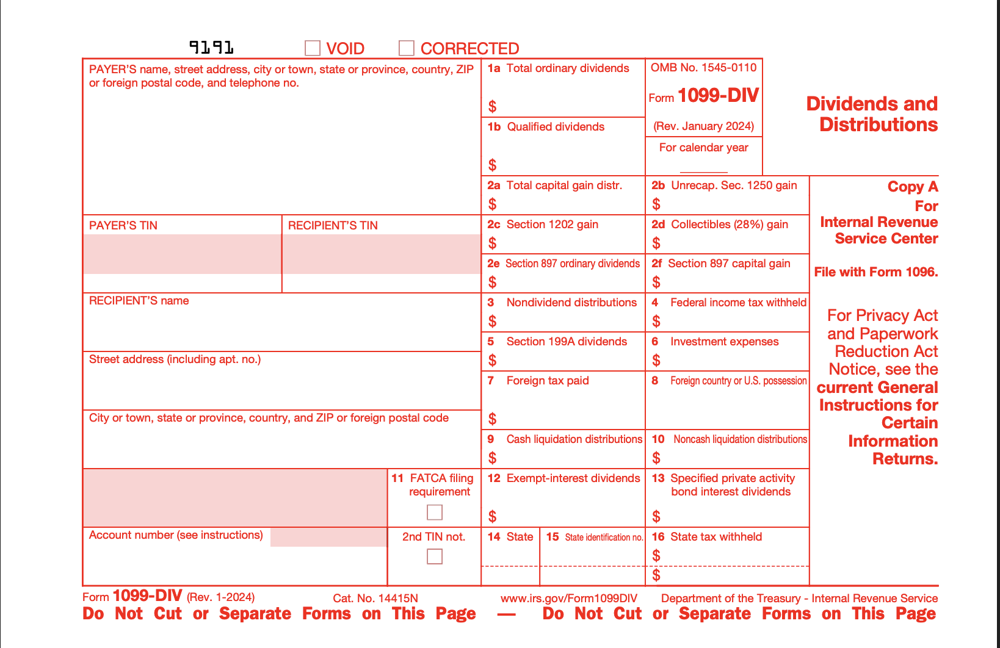 9191
VOID
CORRECTED
PAYER'S name, street address, city or town, state or province, country, ZIP
or foreign postal code, and telephone no.
1a Total ordinary dividends
$
1b Qualified dividends
$
OMB No. 1545-0110
Form 1099-DIV
(Rev. January 2024)
For calendar year
Dividends and
Distributions
2a Total capital gain distr.
$
2b Unrecap. Sec. 1250 gain
$
Copy A
For
Internal Revenue
Service Center
File with Form 1096.
PAYER'S TIN
RECIPIENT'S TIN
2c Section 1202 gain
$
2d Collectibles (28%) gain
$
2e Section 897 ordinary dividends
$
2f Section 897 capital gain
$
RECIPIENT'S name
3 Nondividend distributions
$
4 Federal income tax withheld
$
For Privacy Act
and Paperwork
Reduction Act
Notice, see the
current General
Instructions for
Certain
Information
Returns.
5 Section 199A dividends
$
6 Investment expenses
$
Street address (including apt. no.)
7 Foreign tax paid
$
8 Foreign country or U.S. possession
City or town, state or province, country, and ZIP or foreign postal code
9 Cash liquidation distributions
$
10 Noncash liquidation distributions
$
11 FATCA filing
requirement
12 Exempt-interest dividends
$
13 Specified private activity
bond interest dividends
$
Account number (see instructions)
2nd TIN not.
14 State
15 State identification no.
16 State tax withheld
$
$
Form 1099-DIV (Rev. 1-2024)
Cat. No. 14415N
www.irs.gov/Form1099DIV
Department of the Treasury - Internal Revenue Service
Do Not Cut or Separate Forms on This Page — Do Not Cut or Separate Forms on This Page